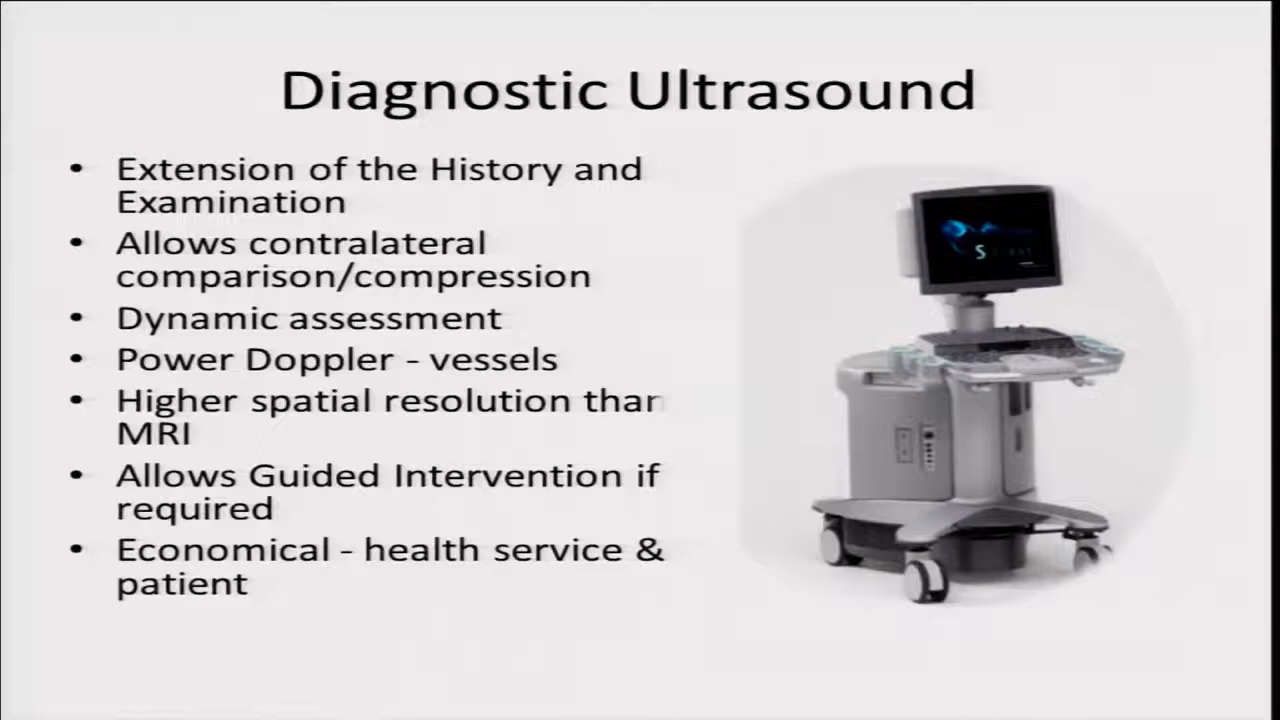 Diagnostic Ultrasound
• Extension of the History and
Examination
• Allows contralateral
comparison/compression
• Dynamic assessment
• Power Doppler - vessels
• Higher spatial resolution than
MRI
• Allows Guided Intervention if
required
• Economical - health service &
patient